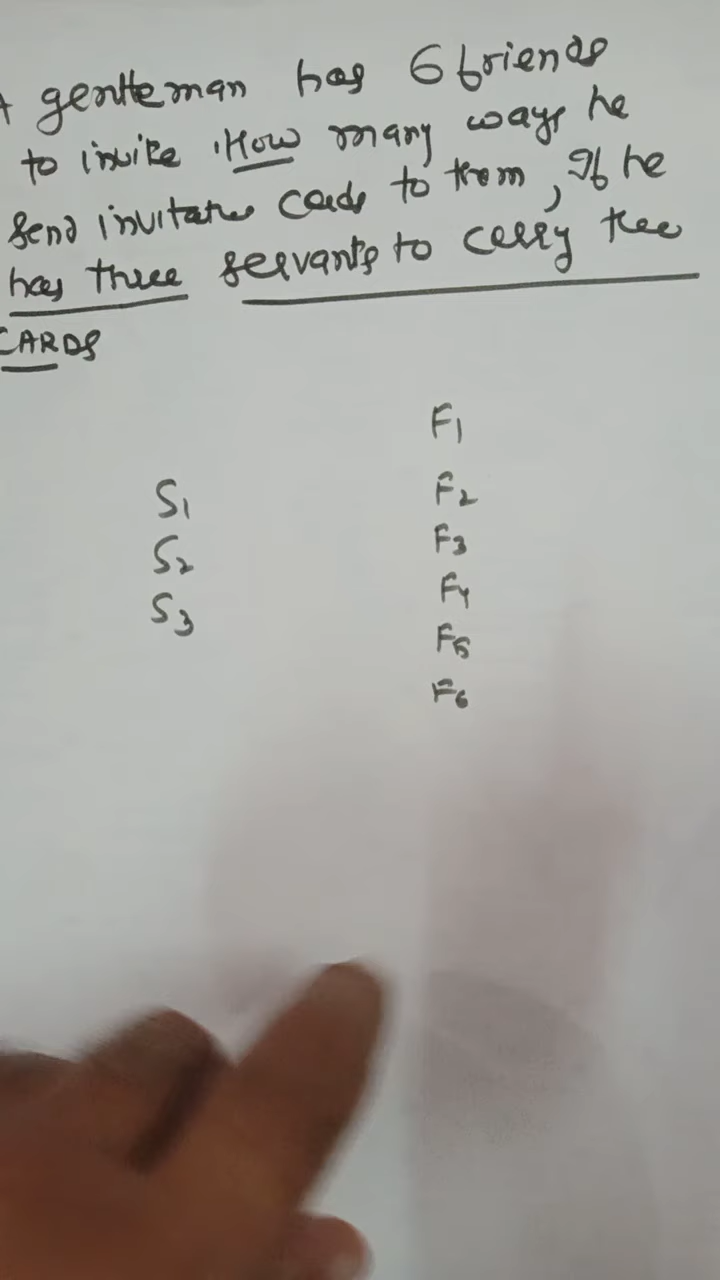 A gentleman has 6 friends
to invite. How many ways he
send invitation cards to them, If he
has three servants to carry the
CARDS
F1
S1 F2
S2 F3
S3 F4
F5
F6